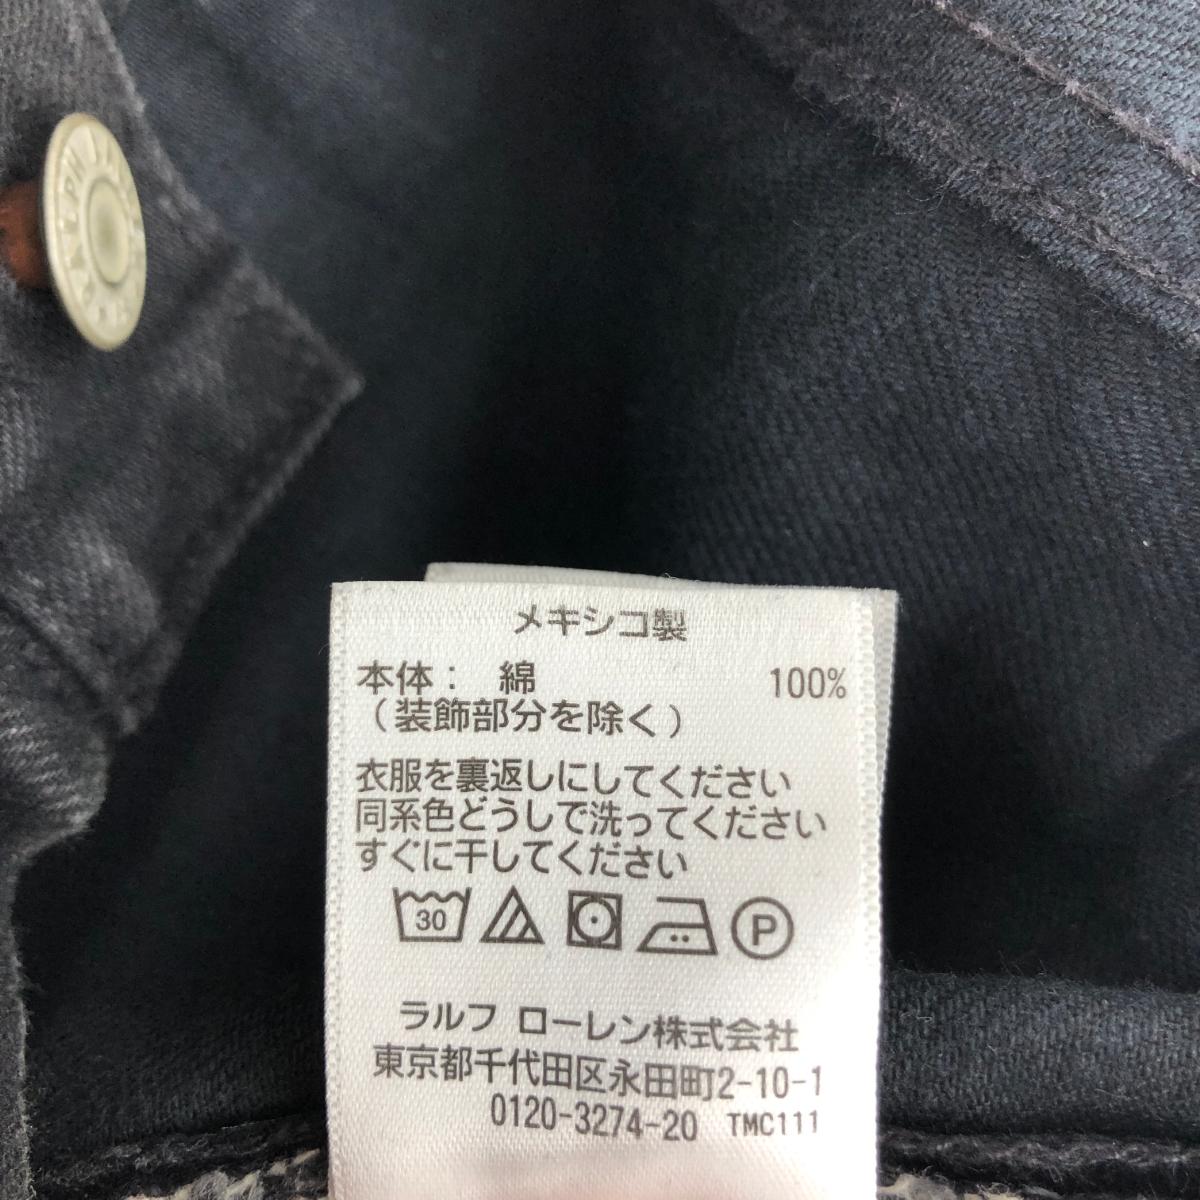 RALPH
メキシコ製
本体: 綿 100%
(装飾部分を除く)
衣服を裏返しにしてください
同系色どうしで洗ってください
すぐに干してください
30 P
ラルフ ローレン株式会社
東京都千代田区永田町2-10-1
0120-3274-20 TMC111